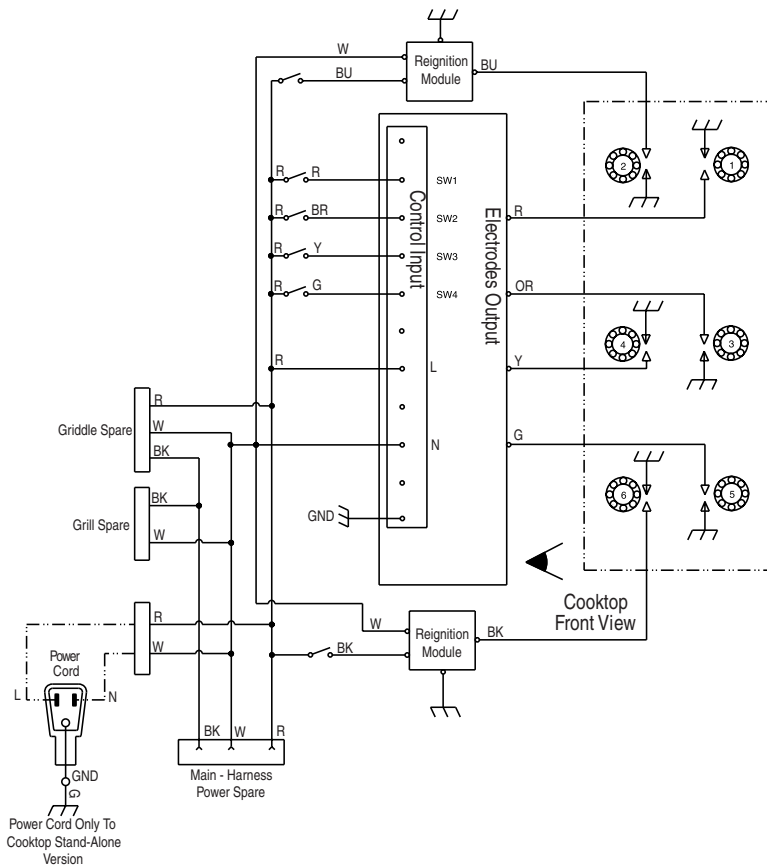 W
Reignition
Module
BU
BU
2
1
R R
SW1
R BR
SW2
R
R Y
SW3
R G
SW4
Control Input
Electrodes Output
OR
4
3
R
L
Y
R
Griddle Spare
W
BK
N
G
6
5
BK
Grill Spare
W
GND
Cooktop
Front View
R
W
Reignition
Module
BK
W
BK
Power
Cord
L
N
BK
W
R
Main - Harness
Power Spare
GND
G
Power Cord Only To
Cooktop Stand-Alone
Version